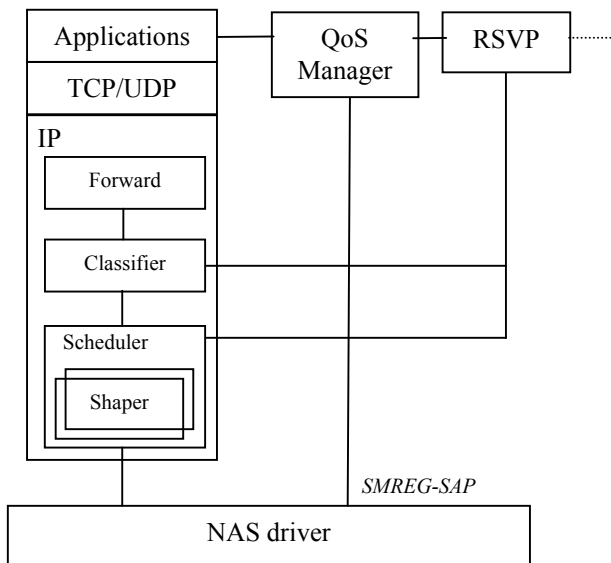 Applications
QoS
Manager
RSVP
TCP/UDP
IP
Forward
Classifier
Scheduler
Shaper
SMREG-SAP
NAS driver